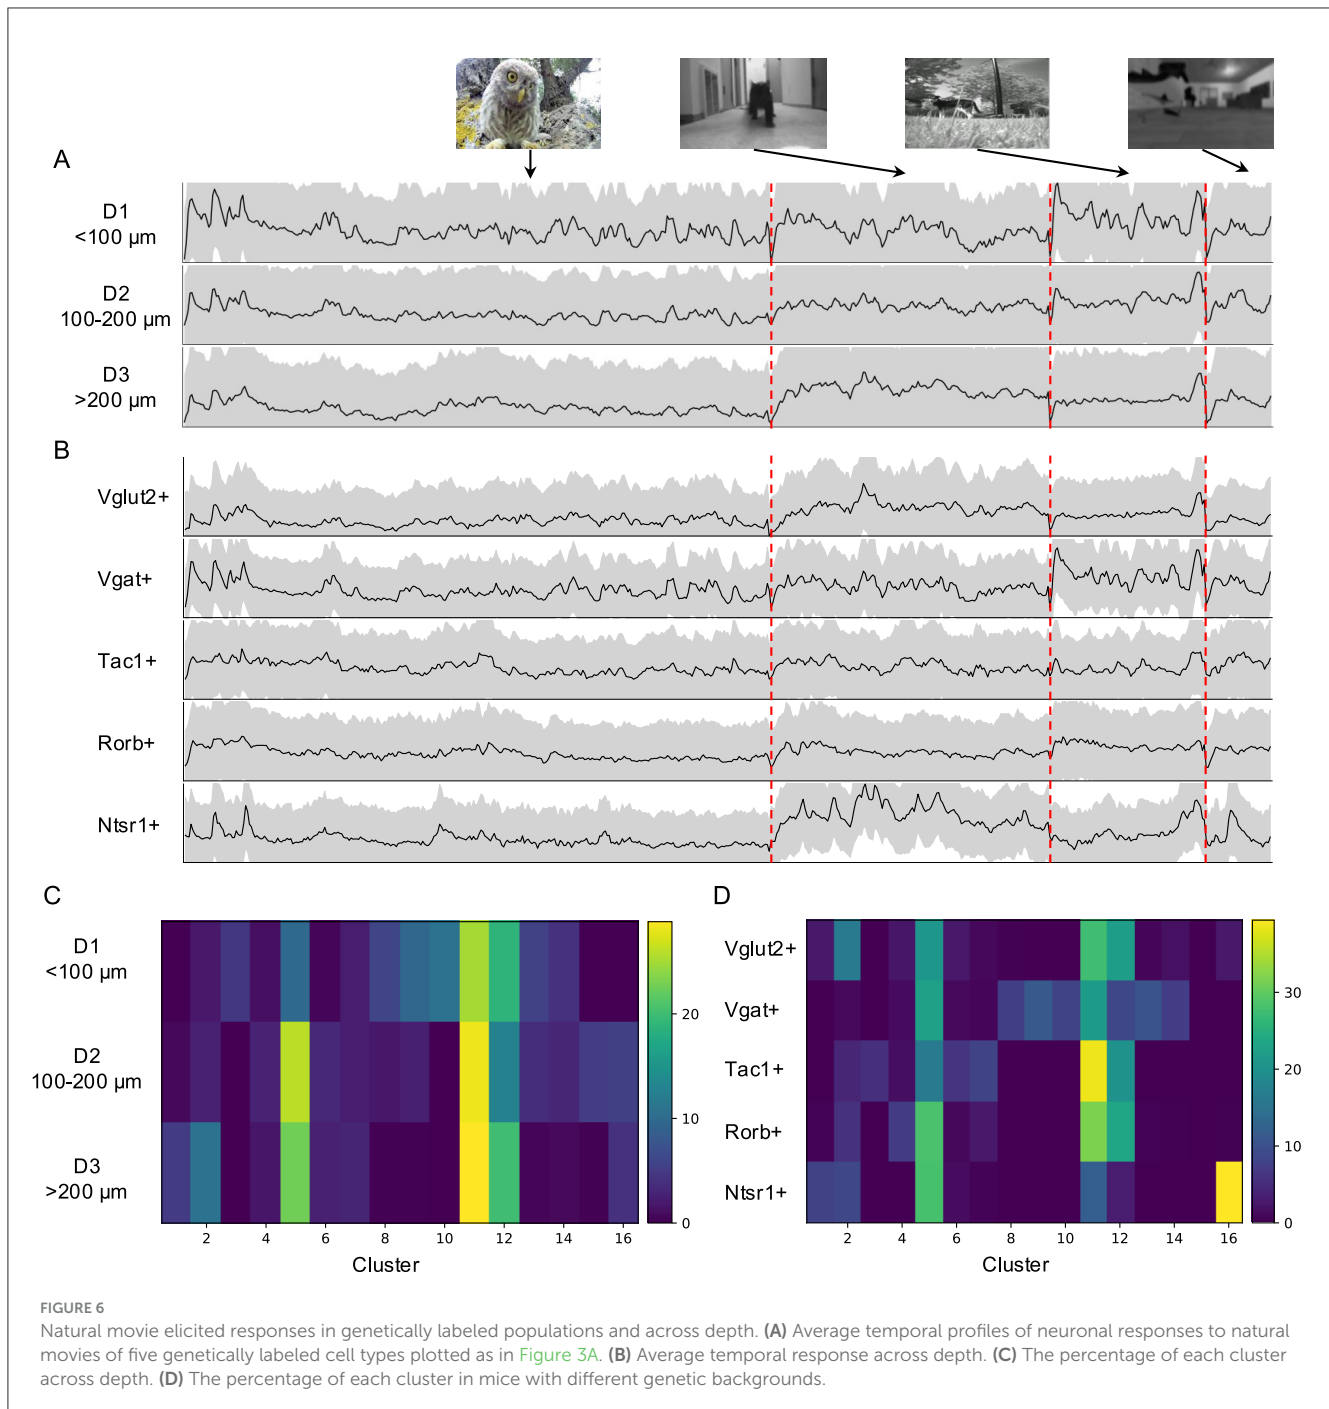 A
D1
<100 μm
D2
100-200 μm
D3
>200 μm
B
Vglut2+
Vgat+
Tac1+
Rorb+
Ntsr1+
C
D1
<100 μm
D2
100-200 μm
D3
>200 μm
20
10
0
2 4 6 8 10 12 14 16
Cluster
D
Vglut2+
Vgat+
Tac1+
Rorb+
Ntsr1+
30
20
10
0
2 4 6 8 10 12 14 16
Cluster
FIGURE 6
Natural movie elicited responses in genetically labeled populations and across depth. (A) Average temporal profiles of neuronal responses to natural
movies of five genetically labeled cell types plotted as in Figure 3A. (B) Average temporal response across depth. (C) The percentage of each cluster
across depth. (D) The percentage of each cluster in mice with different genetic backgrounds.